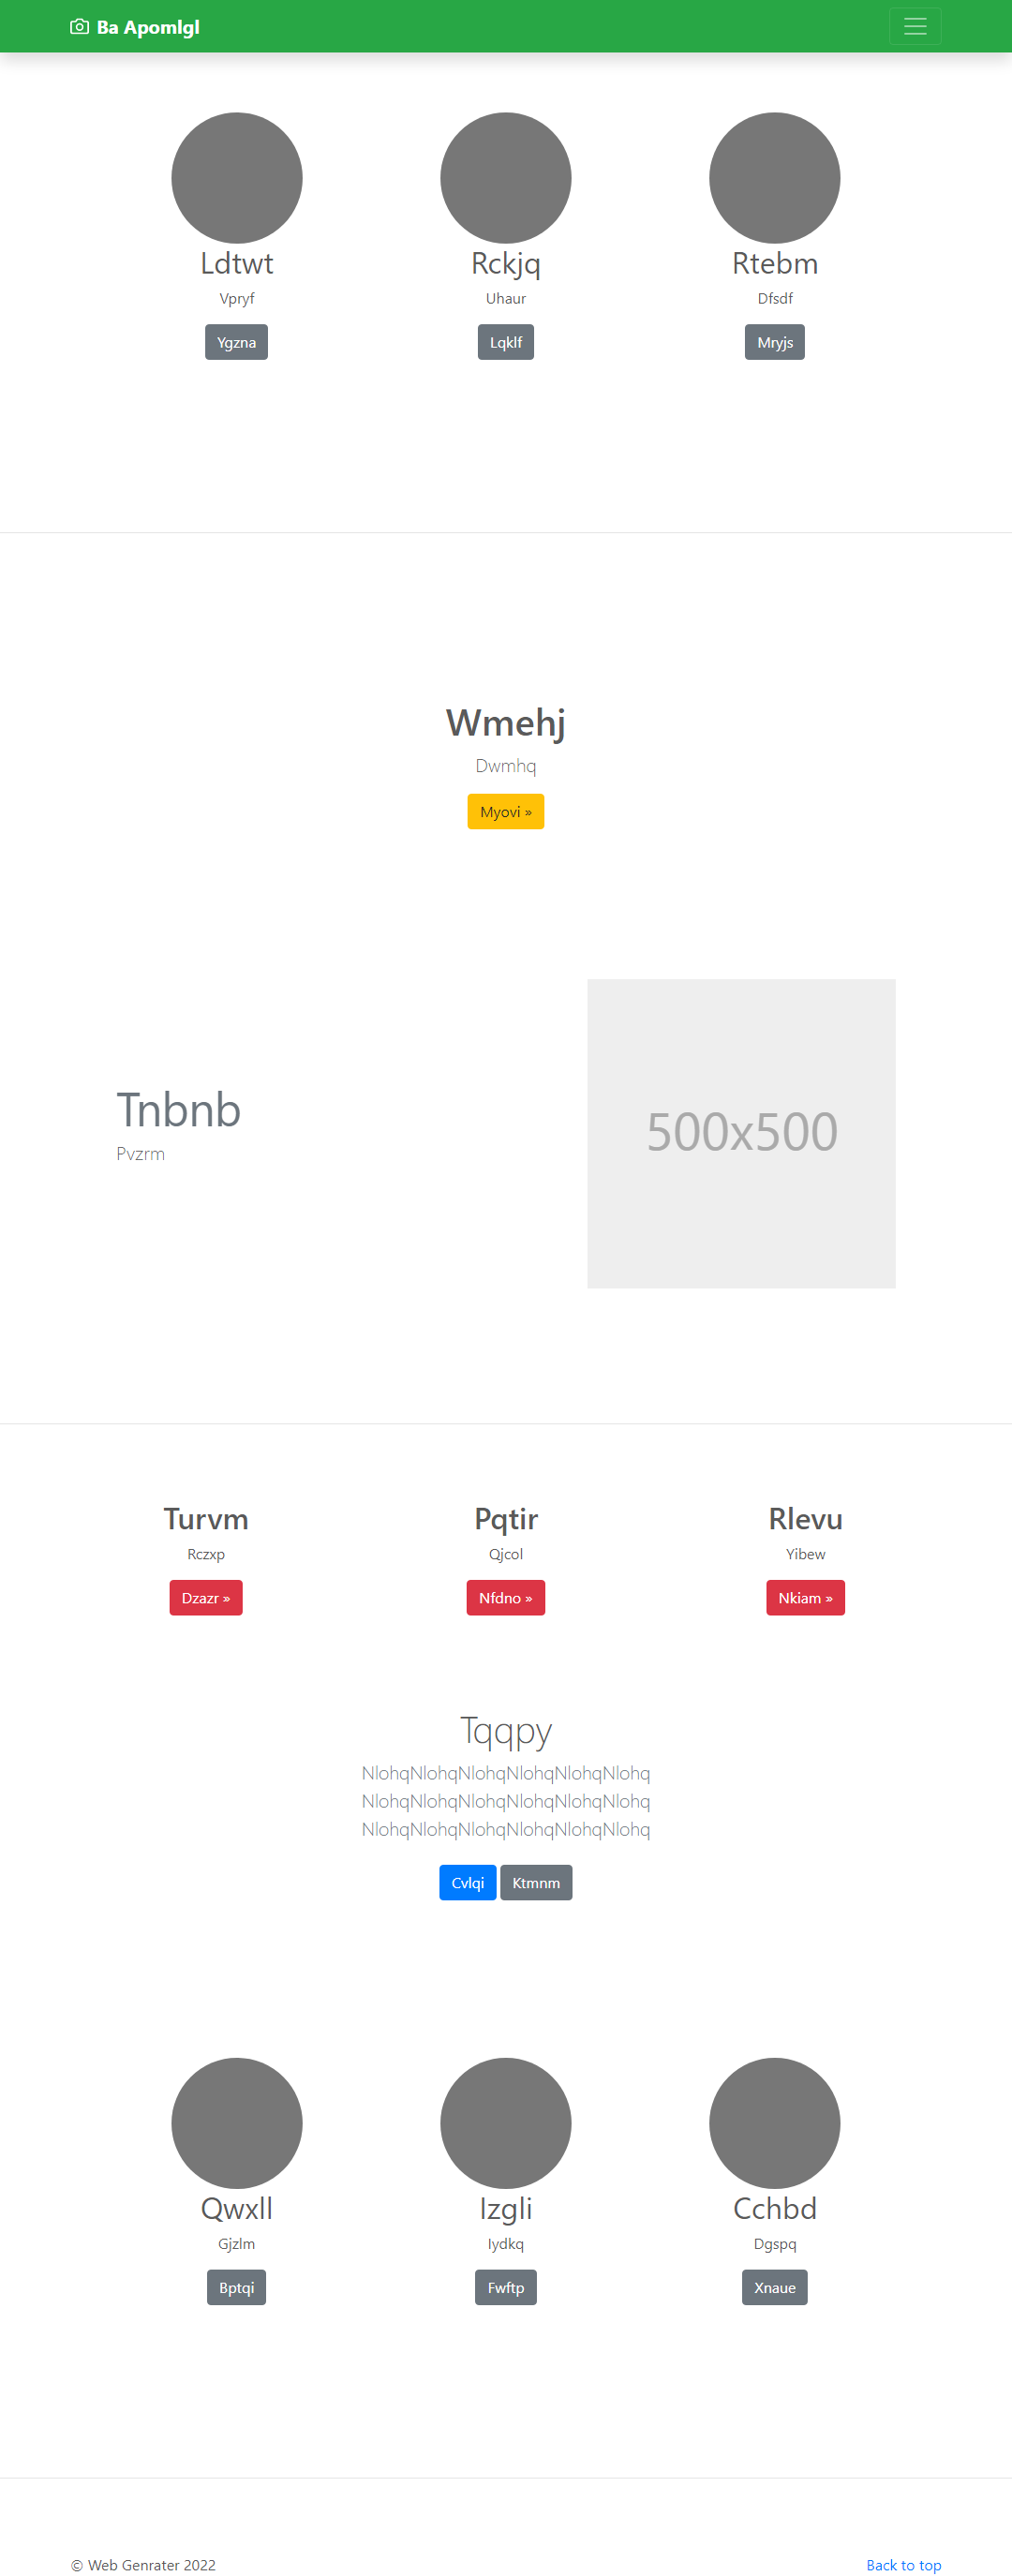 Ba Apomlgl
Ldtwt
Vpryf
Ygzna
Rckjq
Uhaur
Lqklf
Rtebm
Dfsdf
Mryjs
Wmehj
Dwmhq
Myovi »
Tnbnb
Pvzrm
500x500
Turvm
Rczxp
Dzazr »
Pqtir
Qjcol
Nfdno »
Rlevu
Yibew
Nkiam »
Tqqpy
NlohqNlohqNlohqNlohqNlohqNlohq
NlohqNlohqNlohqNlohqNlohqNlohq
NlohqNlohqNlohqNlohqNlohqNlohq
Cvlqi Ktmnm
Qwxll
Gjzlm
Bptqi
Izgli
Iydkq
Fwftp
Cchbd
Dgspq
Xnaue
© Web Genrater 2022
Back to top